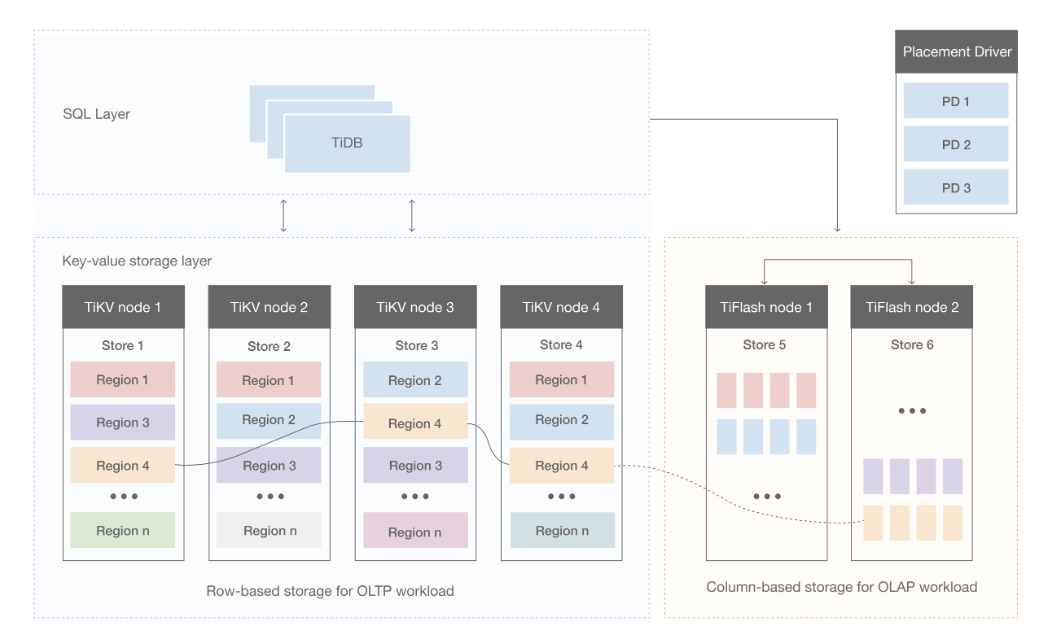 SQL Layer
TiDB
Placement Driver
PD 1
PD 2
PD 3
Key-value storage layer
TiKV node 1
Store 1
Region 1
Region 3
Region 4
•••
Region n
TiKV node 2
Store 2
Region 1
Region 2
Region 3
•••
Region n
TiKV node 3
Store 3
Region 2
Region 4
Region 3
•••
Region n
TiKV node 4
Store 4
Region 1
Region 2
Region 4
•••
Region n
Row-based storage for OLTP workload
TiFlash node 1
Store 5
•••
TiFlash node 2
Store 6
•••
Column-based storage for OLAP workload